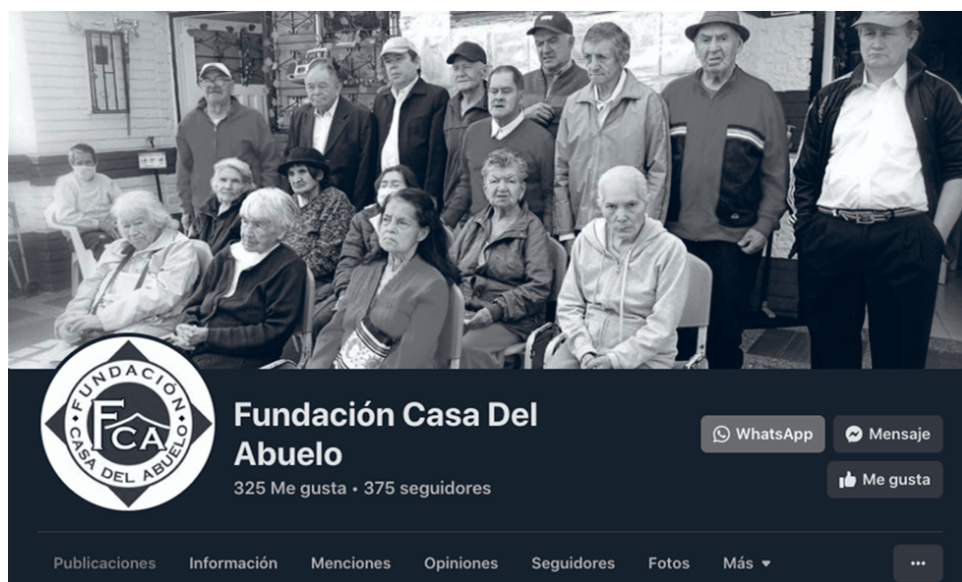 FUNDACIÓN
FCA
CASA DEL ABUELO
Fundación Casa Del
Abuelo
325 Me gusta • 375 seguidores
WhatsApp
Mensaje
Me gusta
Publicaciones Información Menciones Opiniones Seguidores Fotos Más